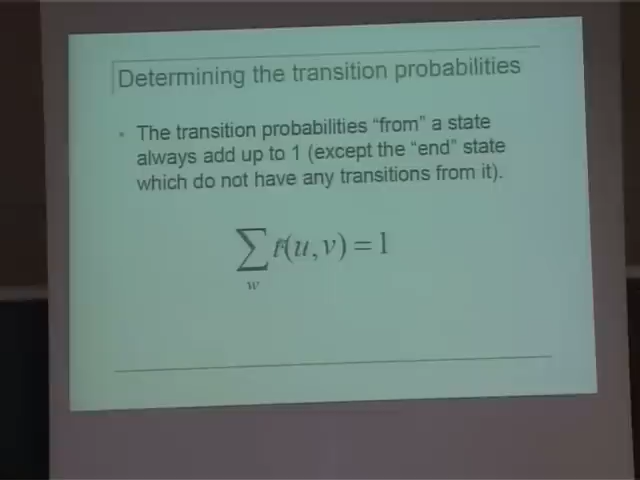 Determining the transition probabilities
• The transition probabilities “from” a state
always add up to 1 (except the “end” state
which do not have any transitions from it).
∑ t(u,v) = 1
w